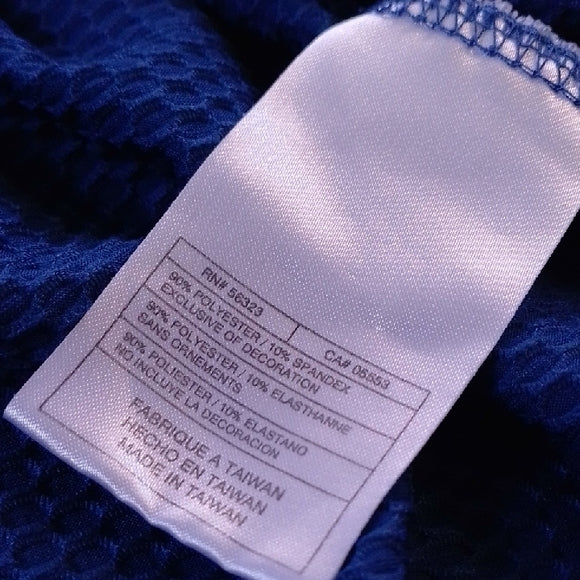 RN# 56323
CA# 05553
90% POLYESTER / 10% SPANDEX
EXCLUSIVE OF DECORATION
90% POLYESTER / 10% ELASTHANNE
SANS ORNEMENTS
90% POLIESTER / 10% ELASTANO
NO INCLUYE LA DECORACION
FABRIQUE A TAIWAN
HECHO EN TAIWAN
MADE IN TAIWAN